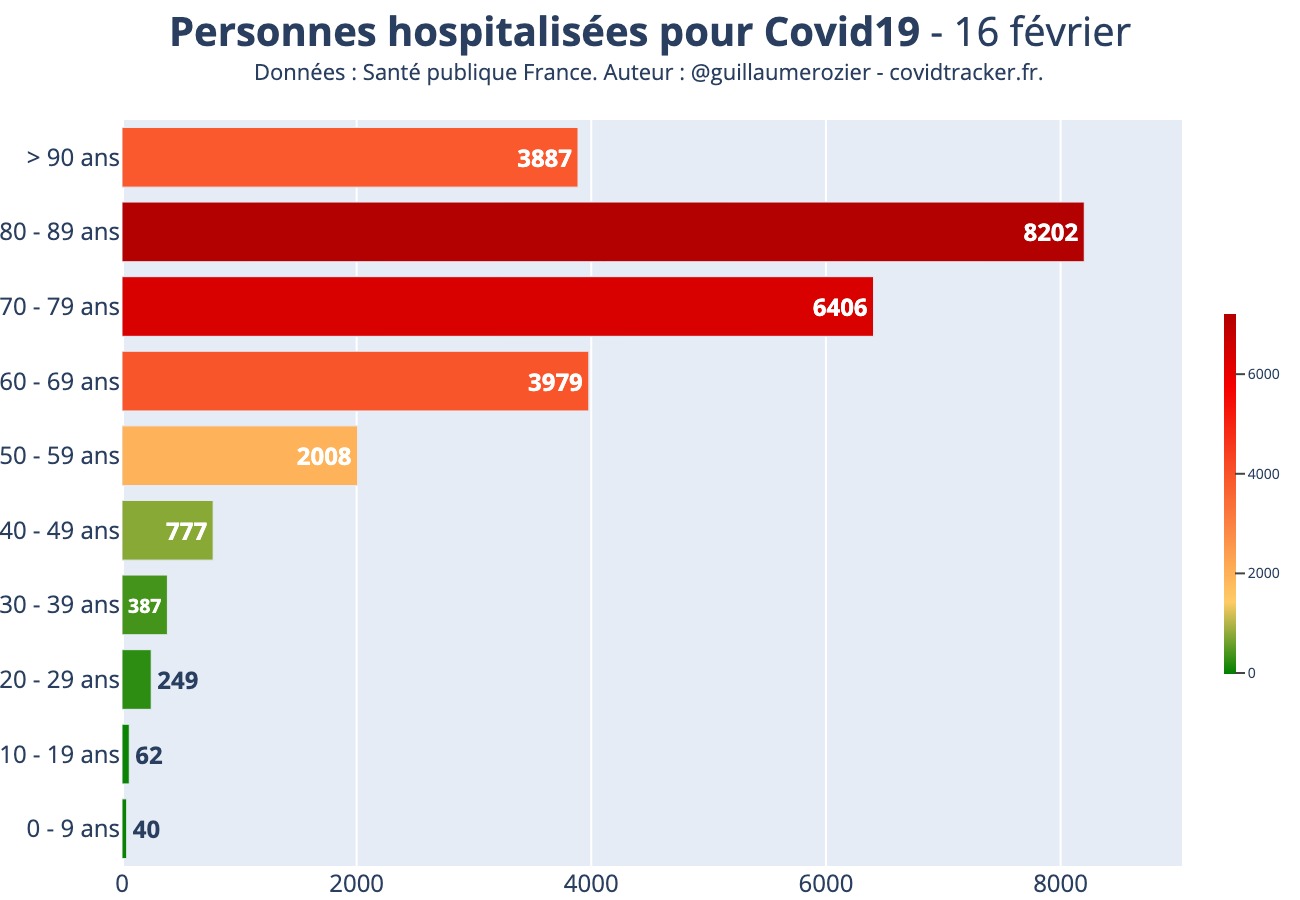 Personnes hospitalisées pour Covid19 - 16 février
Données : Santé publique France. Auteur : @guillaumerozier - covidtracker.fr.
> 90 ans 3887
80 - 89 ans 8202
70 - 79 ans 6406
60 - 69 ans 3979
50 - 59 ans 2008
40 - 49 ans 777
30 - 39 ans 387
20 - 29 ans 249
10 - 19 ans 62
0 - 9 ans 40
0 2000 4000 6000 8000
6000
4000
2000
0